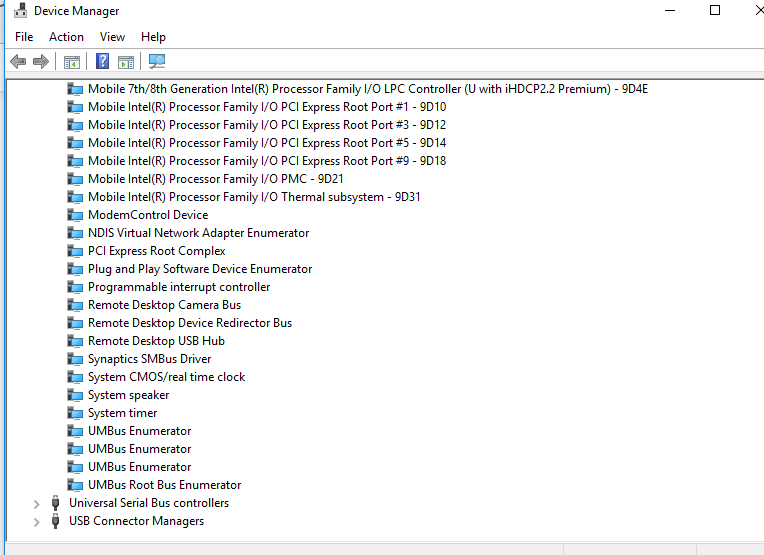 Device Manager
File Action View Help
Mobile 7th/8th Generation Intel(R) Processor Family I/O LPC Controller (U with iHDCP2.2 Premium) - 9D4E
Mobile Intel(R) Processor Family I/O PCI Express Root Port #1 - 9D10
Mobile Intel(R) Processor Family I/O PCI Express Root Port #3 - 9D12
Mobile Intel(R) Processor Family I/O PCI Express Root Port #5 - 9D14
Mobile Intel(R) Processor Family I/O PCI Express Root Port #9 - 9D18
Mobile Intel(R) Processor Family I/O PMC - 9D21
Mobile Intel(R) Processor Family I/O Thermal subsystem - 9D31
ModemControl Device
NDIS Virtual Network Adapter Enumerator
PCI Express Root Complex
Plug and Play Software Device Enumerator
Programmable interrupt controller
Remote Desktop Camera Bus
Remote Desktop Device Redirector Bus
Remote Desktop USB Hub
Synaptics SMBus Driver
System CMOS/real time clock
System speaker
System timer
UMBus Enumerator
UMBus Enumerator
UMBus Enumerator
UMBus Root Bus Enumerator
Universal Serial Bus controllers
USB Connector Managers